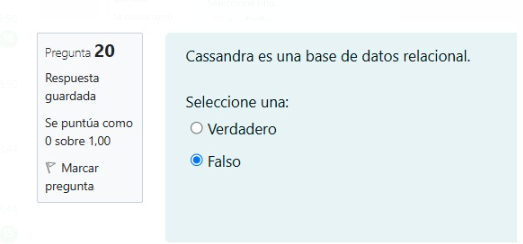 Pregunta 20
Respuesta
guardada
Se puntúa como
0 sobre 1,00
Marcar
pregunta
Cassandra es una base de datos relacional.
Seleccione una:
Verdadero
Falso